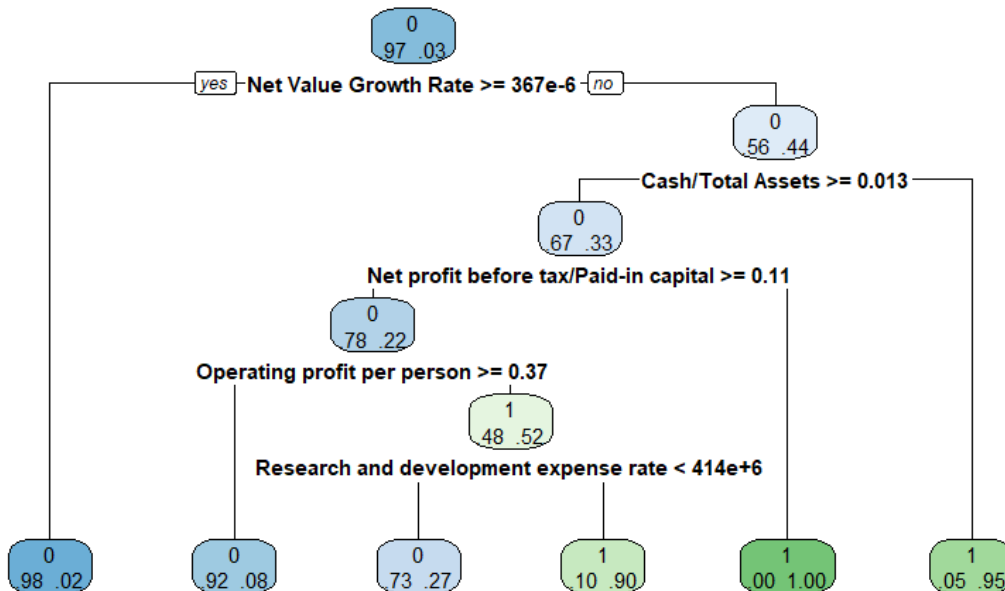 0
.97 .03
yes Net Value Growth Rate >= 367e-6 no
0
.56 .44
Cash/Total Assets >= 0.013
0
.67 .33
Net profit before tax/Paid-in capital >= 0.11
0
.78 .22
Operating profit per person >= 0.37
1
.48 .52
Research and development expense rate < 414e+6
0 0 0 1 1 1
.98 .02 .92 .08 .73 .27 .10 .90 .00 1.00 .05 .95